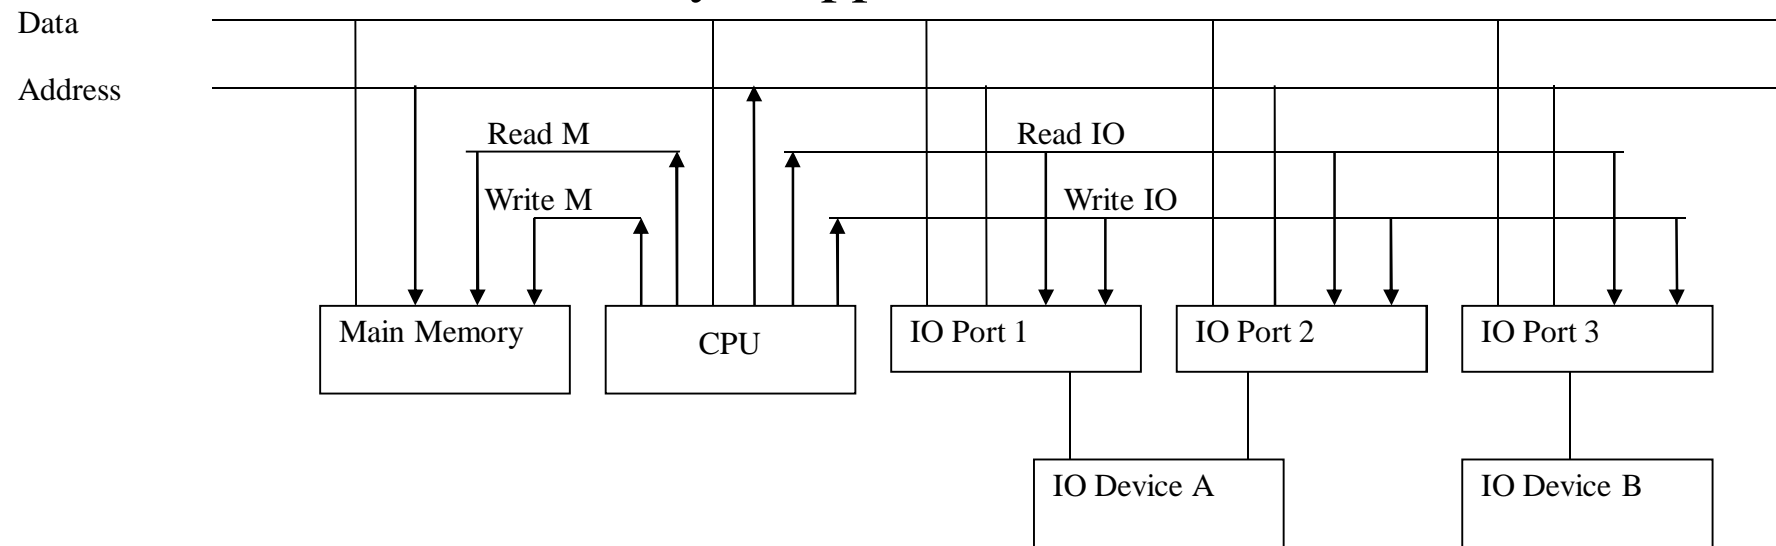 Data
Address
Read M
Read IO
Write M
Write IO
Main Memory
CPU
IO Port 1
IO Port 2
IO Port 3
IO Device A
IO Device B